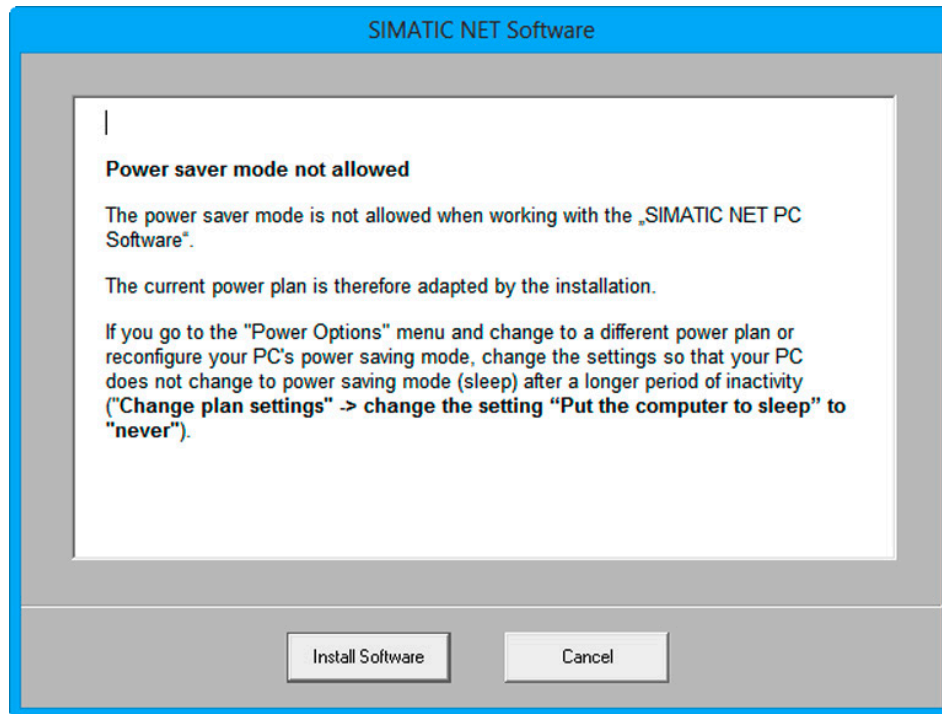 SIMATIC NET Software
Power saver mode not allowed
The power saver mode is not allowed when working with the „SIMATIC NET PC
Software“.
The current power plan is therefore adapted by the installation.
If you go to the "Power Options" menu and change to a different power plan or
reconfigure your PC's power saving mode, change the settings so that your PC
does not change to power saving mode (sleep) after a longer period of inactivity
("Change plan settings" -> change the setting “Put the computer to sleep” to
"never").
Install Software
Cancel